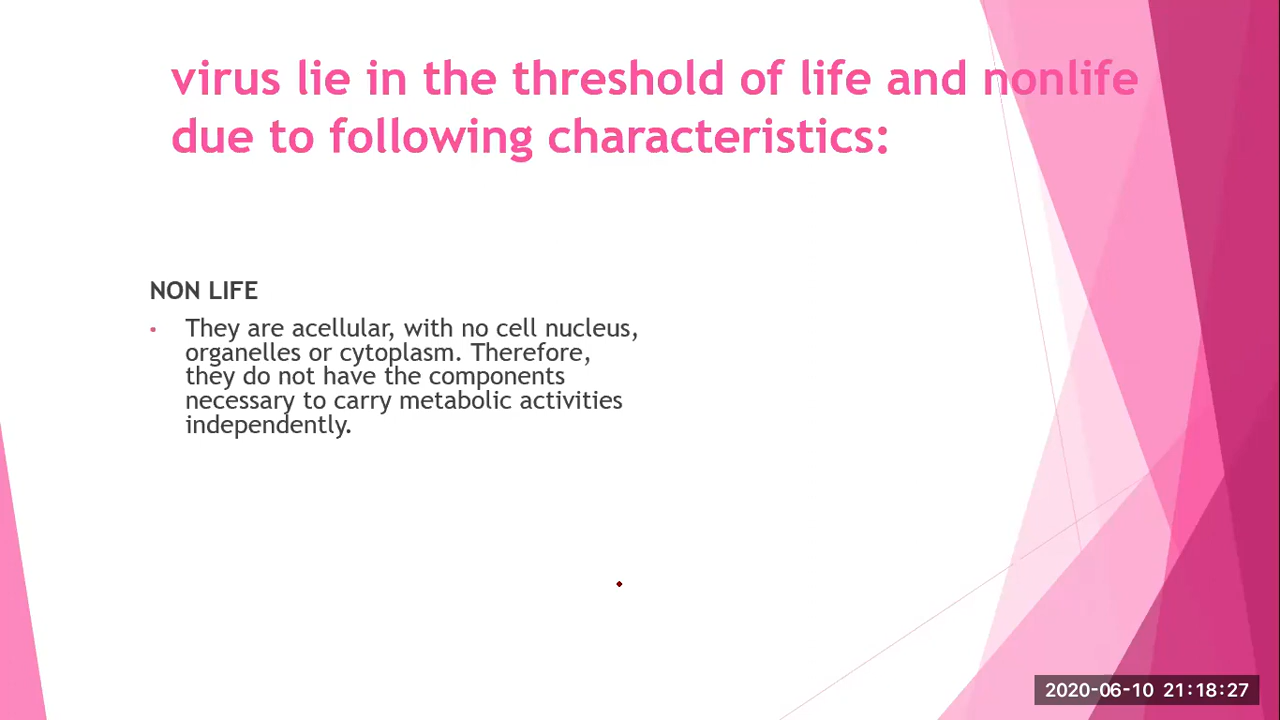 virus lie in the threshold of life and nonlife
due to following characteristics:
NON LIFE
• They are acellular, with no cell nucleus,
organelles or cytoplasm. Therefore,
they do not have the components
necessary to carry metabolic activities
independently.
2020-06-10 21:18:27